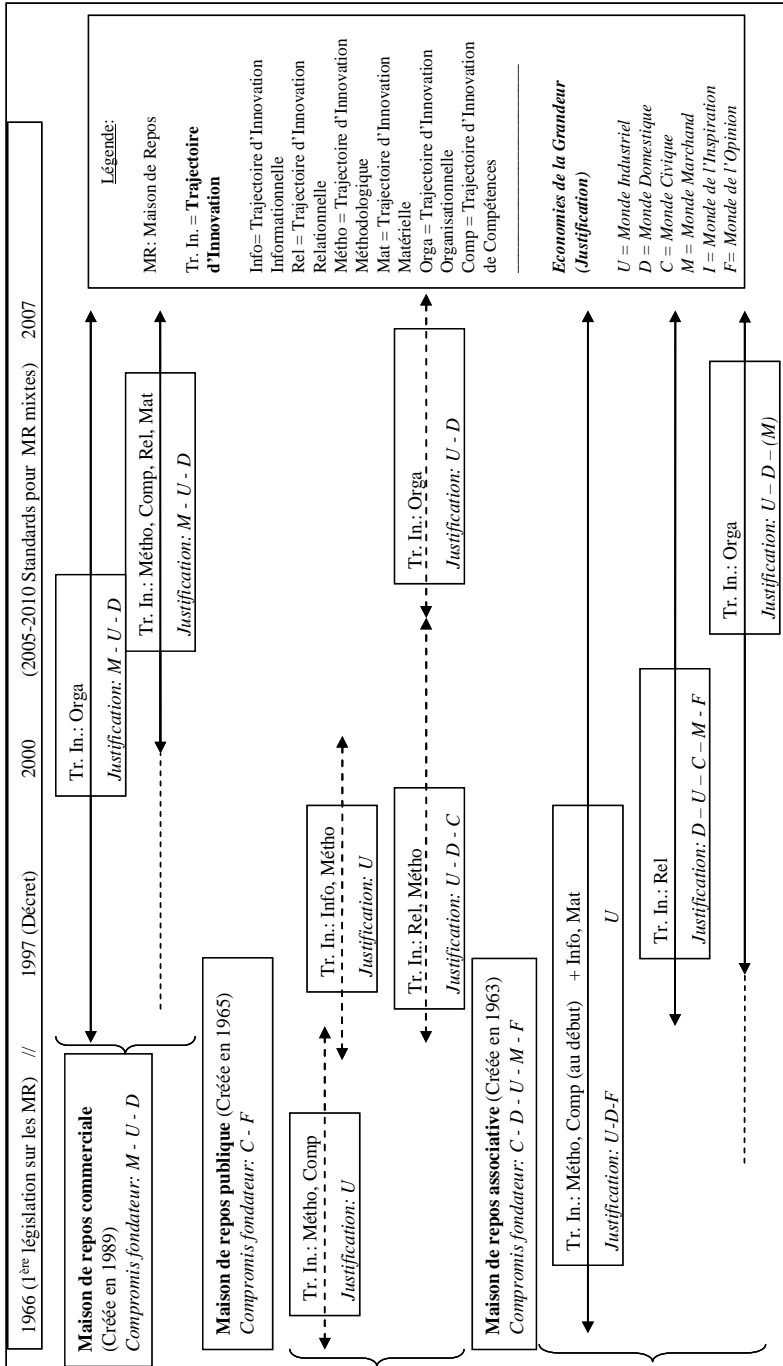 1966 (1ère législation sur les MR) // 1997 (Décret) 2000 (2005-2010 Standards pour MR mixtes) 2007
Maison de repos commerciale
(Créée en 1989)
Compromis fondateur: M - U - D
Tr. In.: Orga
Justification: M - U - D
Tr. In.: Métho, Comp, Rel, Mat
Justification: M - U - D
Maison de repos publique (Créée en 1965)
Compromis fondateur: C - F
Tr. In.: Métho, Comp
Justification: U
Tr. In.: Info, Métho
Justification: U
Tr. In.: Rel, Métho
Justification: U - D - C
Tr. In.: Orga
Justification: U - D
Maison de repos associative (Créée en 1963)
Compromis fondateur: C - D - U - M - F
Tr. In.: Métho, Comp (au début) + Info, Mat
Justification: U-D-F U
Tr. In.: Rel
Justification: D – U – C – M - F
Tr. In.: Orga
Justification: U – D – (M)
Légende:
MR: Maison de Repos
Tr. In. = Trajectoire
d'Innovation
Info= Trajectoire d'Innovation
Informationnelle
Rel = Trajectoire d'Innovation
Relationnelle
Métho = Trajectoire d'Innovation
Méthodologique
Mat = Trajectoire d'Innovation
Matérielle
Orga = Trajectoire d'Innovation
Organisationnelle
Comp = Trajectoire d'Innovation
de Compétences
Economies de la Grandeur
(Justification)
U = Monde Industriel
D = Monde Domestique
C = Monde Civique
M = Monde Marchand
I = Monde de l'Inspiration
F= Monde de l'Opinion